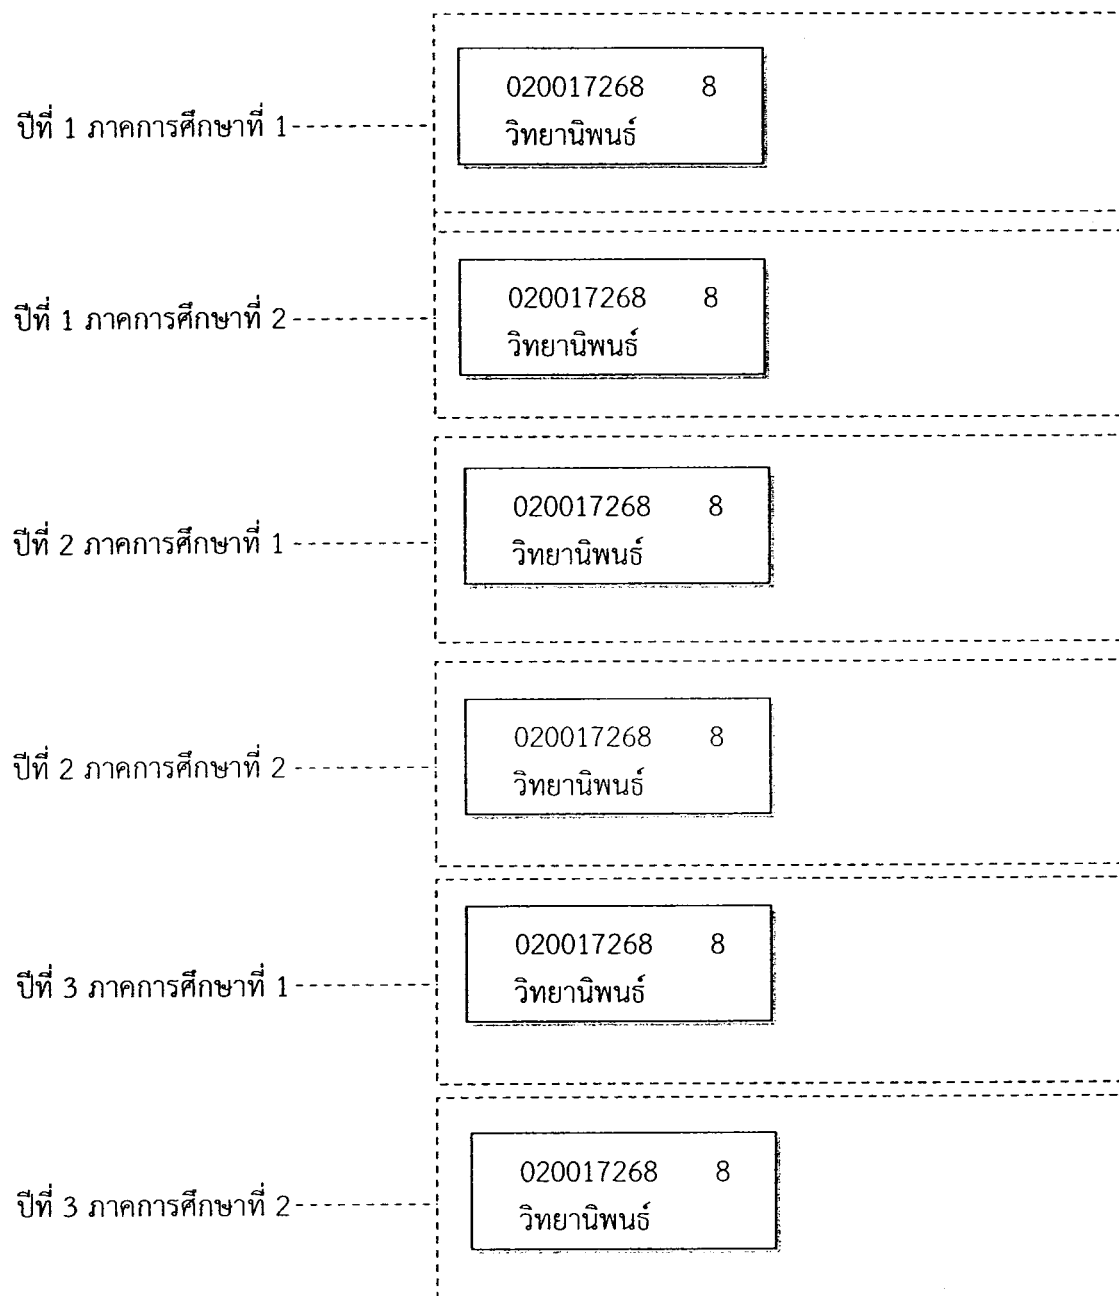 020017268 8
ปีที่ 1 ภาคการศึกษาที่ 1
วิทยานิพนธ์
020017268 8
ปีที่ 1 ภาคการศึกษาที่ 2
วิทยานิพนธ์
020017268 8
ปีที่ 2 ภาคการศึกษาที่ 1
วิทยานิพนธ์
020017268 8
ปีที่ 2 ภาคการศึกษาที่ 2
วิทยานิพนธ์
020017268 8
ปีที่ 3 ภาคการศึกษาที่ 1
วิทยานิพนธ์
020017268 8
ปีที่ 3 ภาคการศึกษาที่ 2
วิทยานิพนธ์